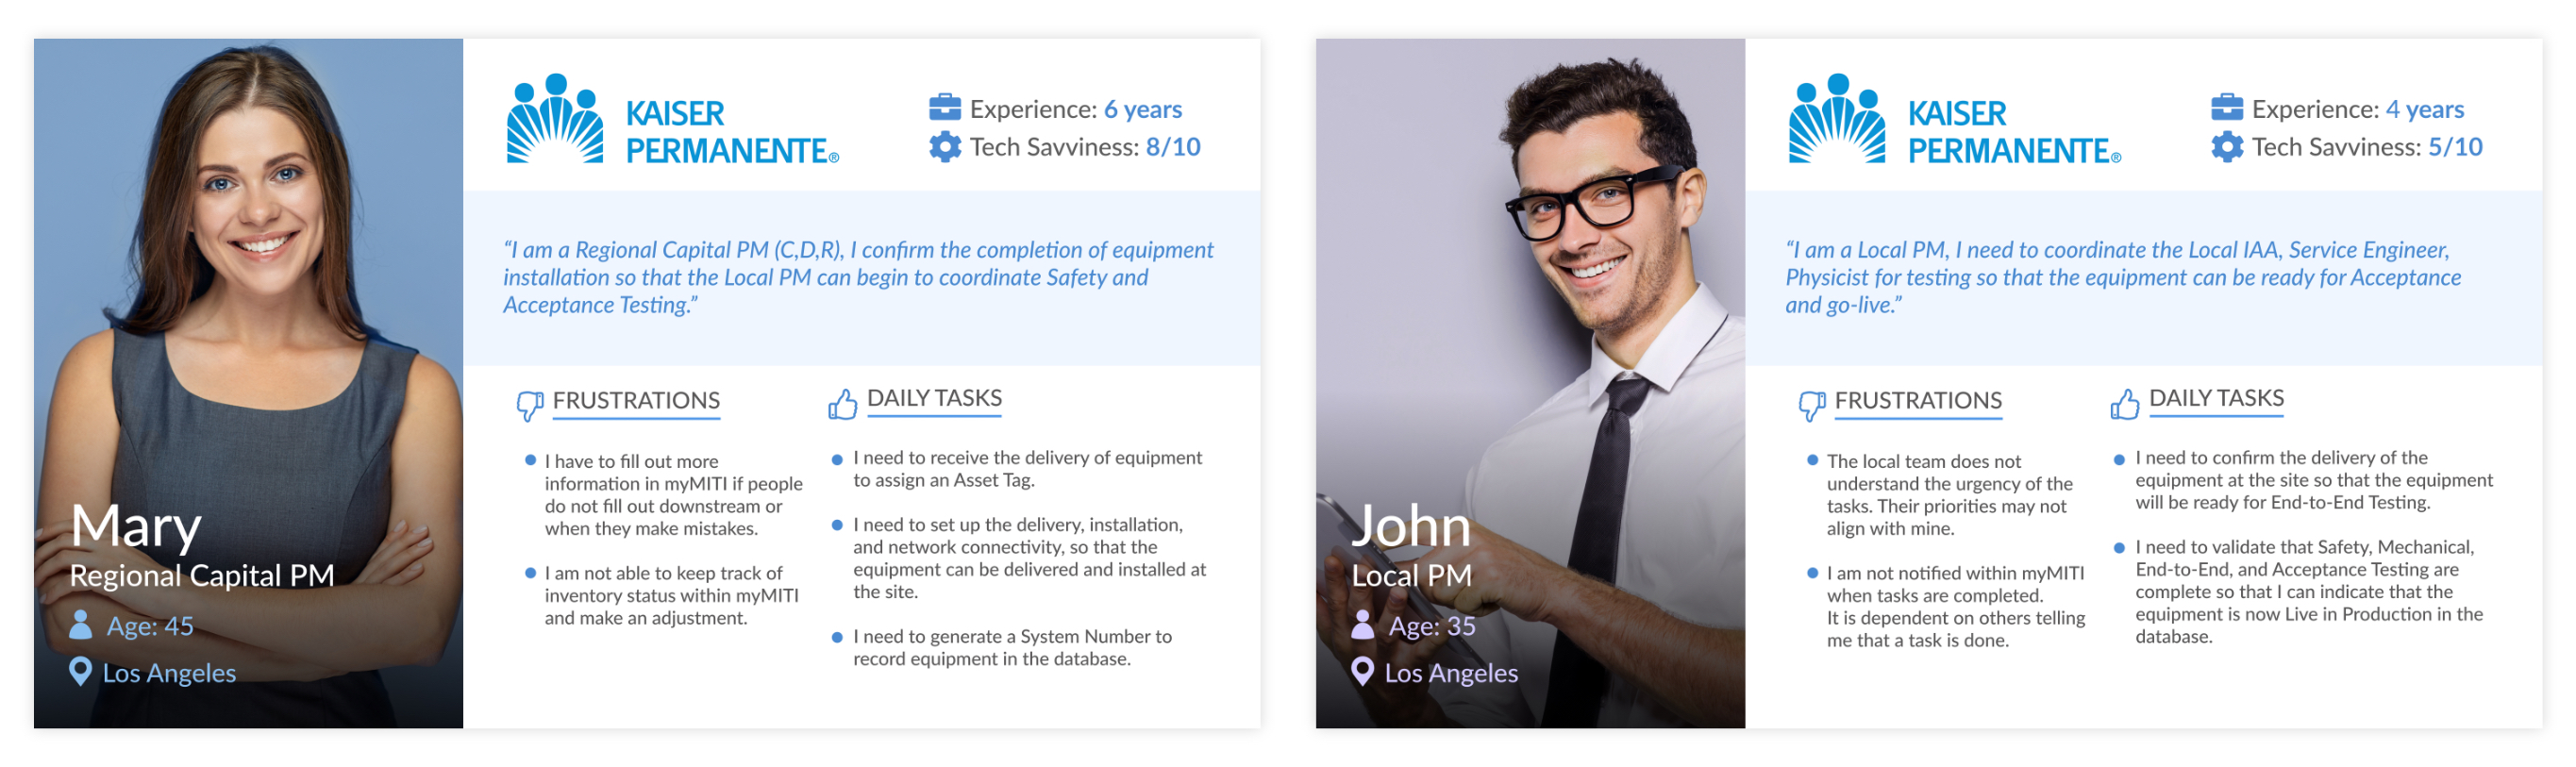 KAISER
PERMANENTE®
Experience: 6 years
Tech Savviness: 8/10
“I am a Regional Capital PM (C,D,R), I confirm the completion of equipment
installation so that the Local PM can begin to coordinate Safety and
Acceptance Testing.”
Mary
Regional Capital PM
Age: 45
Los Angeles
FRUSTRATIONS
I have to fill out more
information in myMITI if people
do not fill out downstream or
when they make mistakes.
I am not able to keep track of
inventory status within myMITI
and make an adjustment.
DAILY TASKS
I need to receive the delivery of equipment
to assign an Asset Tag.
I need to set up the delivery, installation,
and network connectivity, so that the
equipment can be delivered and installed at
the site.
I need to generate a System Number to
record equipment in the database.
KAISER
PERMANENTE®
Experience: 4 years
Tech Savviness: 5/10
“I am a Local PM, I need to coordinate the Local IAA, Service Engineer,
Physicist for testing so that the equipment can be ready for Acceptance
and go-live.”
John
Local PM
Age: 35
Los Angeles
FRUSTRATIONS
The local team does not
understand the urgency of the
tasks. Their priorities may not
align with mine.
I am not notified within myMITI
when tasks are completed.
It is dependent on others telling
me that a task is done.
DAILY TASKS
I need to confirm the delivery of the
equipment at the site so that the equipment
will be ready for End-to-End Testing.
I need to validate that Safety, Mechanical,
End-to-End, and Acceptance Testing are
complete so that I can indicate that the
equipment is now Live in Production in the
database.